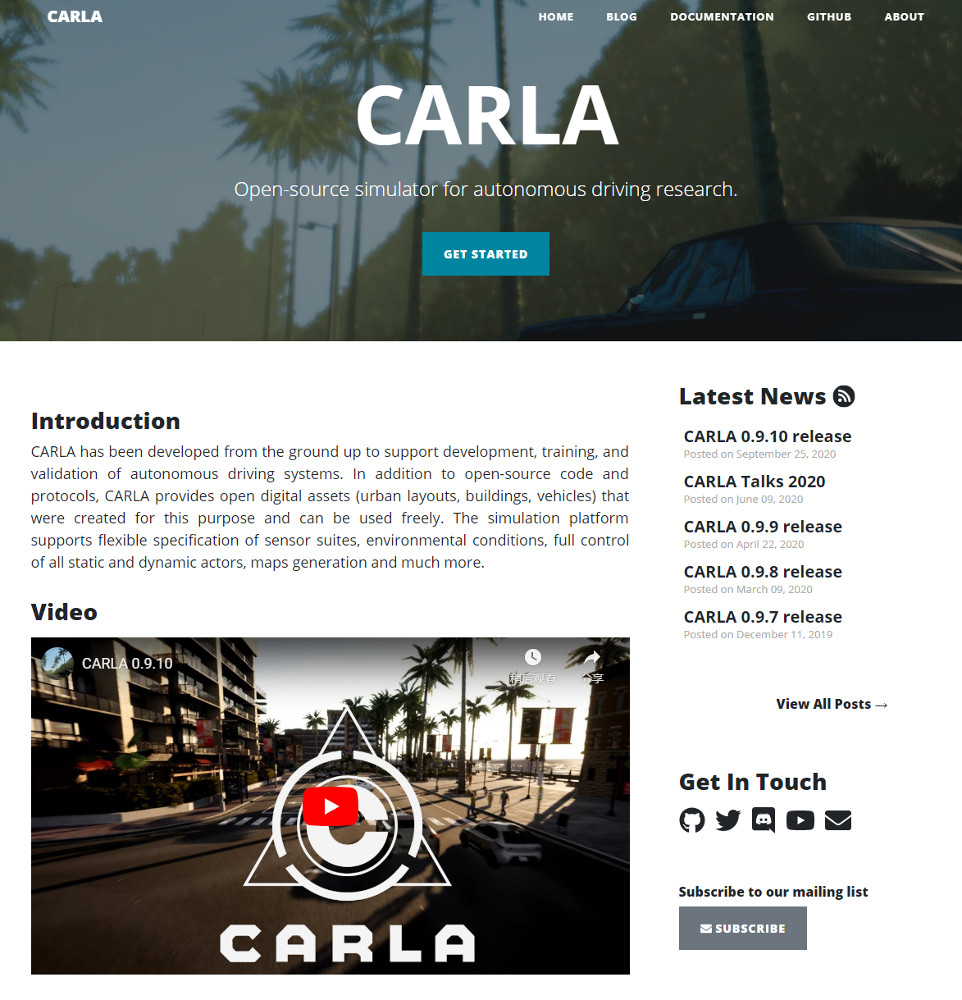 CARLA
HOME BLOG DOCUMENTATION GITHUB ABOUT
CARLA
Open-source simulator for autonomous driving research.
GET STARTED
Introduction
CARLA has been developed from the ground up to support development, training, and
validation of autonomous driving systems. In addition to open-source code and
protocols, CARLA provides open digital assets (urban layouts, buildings, vehicles) that
were created for this purpose and can be used freely. The simulation platform
supports flexible specification of sensor suites, environmental conditions, full control
of all static and dynamic actors, maps generation and much more.
Video
CARLA 0.9.10
稍后观看
分享
CARLA
Latest News
CARLA 0.9.10 release
Posted on September 25, 2020
CARLA Talks 2020
Posted on June 09, 2020
CARLA 0.9.9 release
Posted on April 22, 2020
CARLA 0.9.8 release
Posted on March 09, 2020
CARLA 0.9.7 release
Posted on December 11, 2019
View All Posts →
Get In Touch
Subscribe to our mailing list
SUBSCRIBE